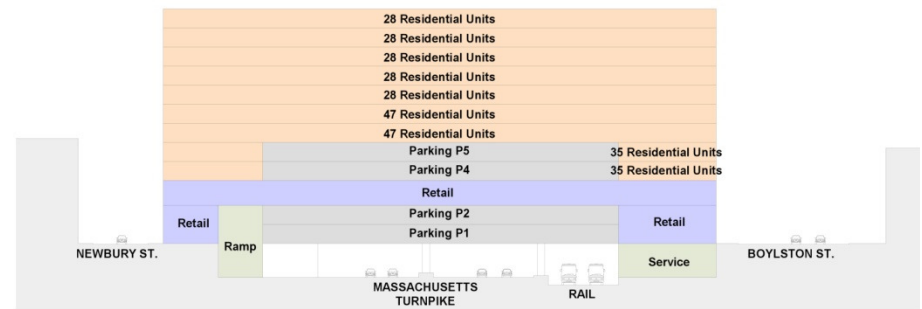 28 Residential Units
28 Residential Units
28 Residential Units
28 Residential Units
28 Residential Units
47 Residential Units
47 Residential Units
Parking P5
35 Residential Units
Parking P4
35 Residential Units
Retail
Parking P2
Retail
Retail
Parking P1
Ramp
NEWBURY ST.
Service
BOYLSTON ST.
MASSACHUSETTS
TURNPIKE
RAIL